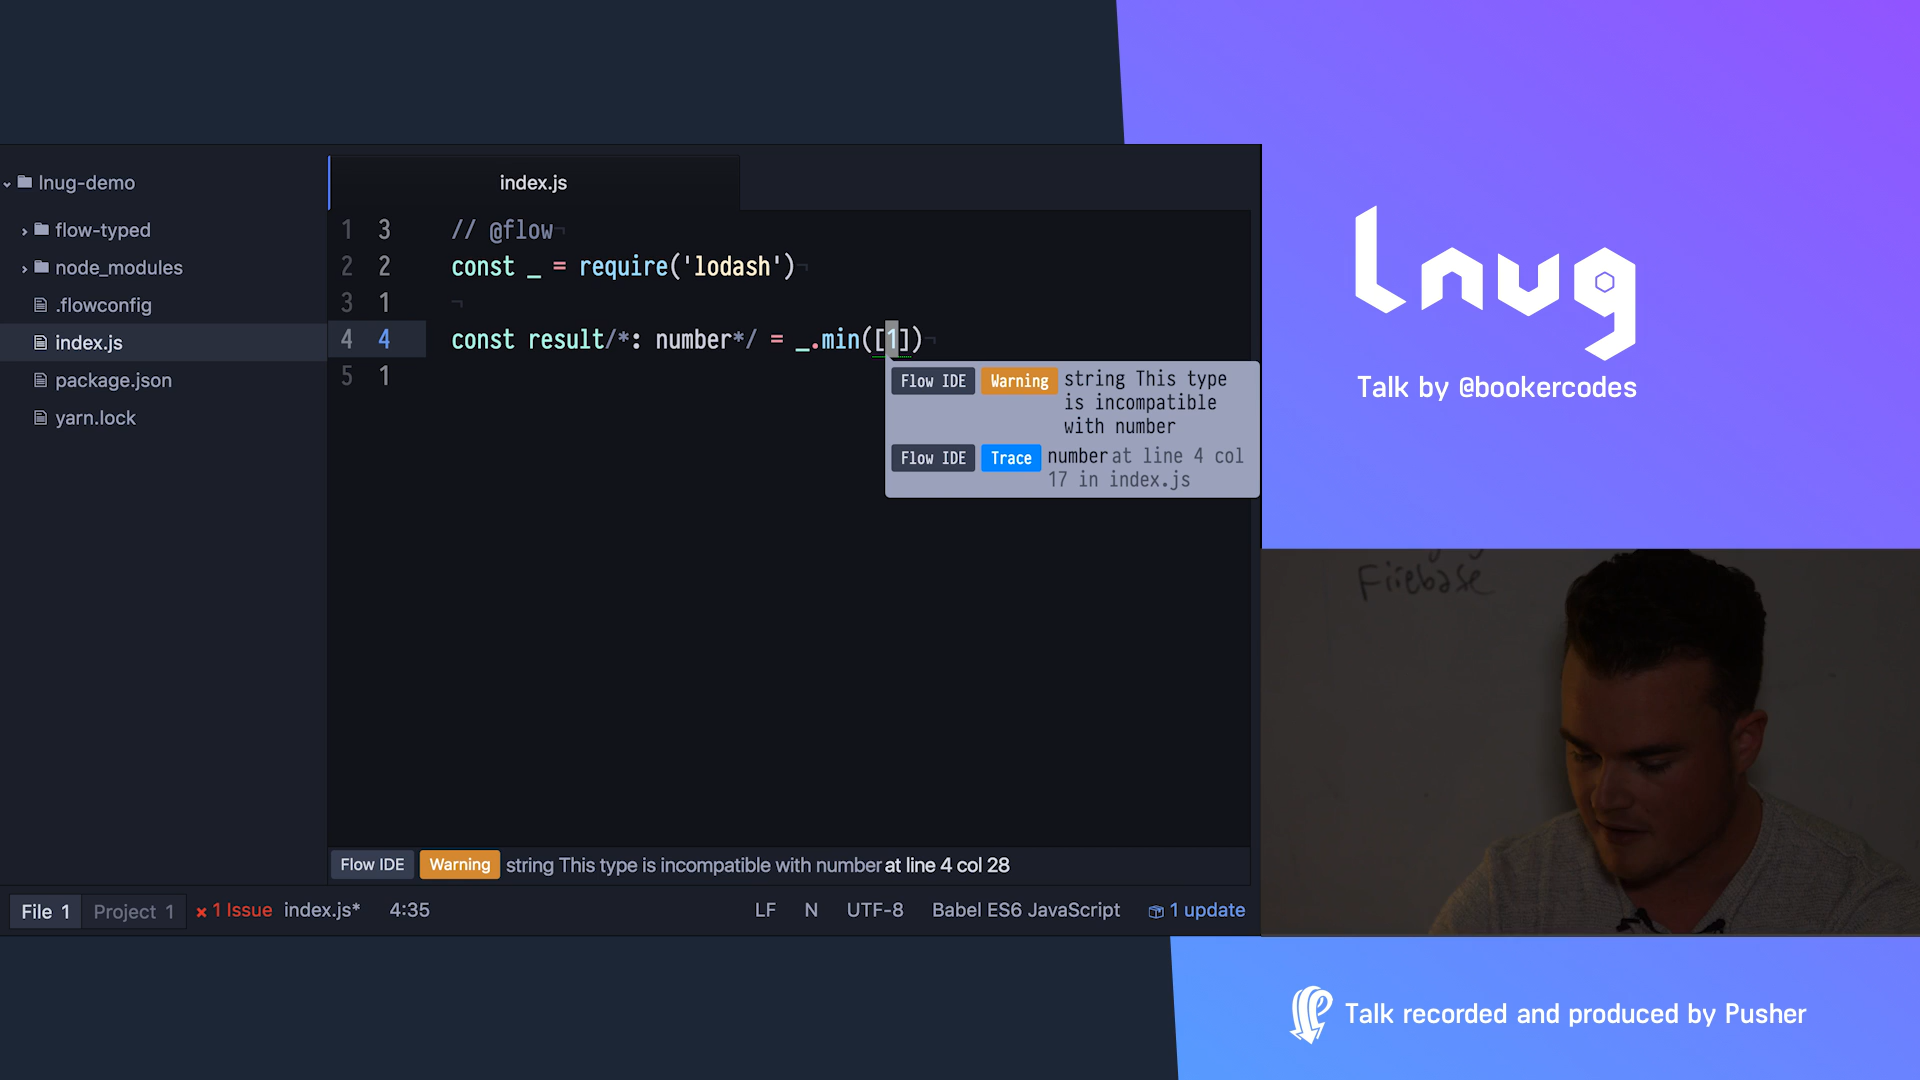 lnug-demo
flow-typed
node_modules
.flowconfig
index.js
package.json
yarn.lock
index.js
1 3 // @flow¬
2 2 const _ = require('lodash')¬
3 1 ¬
4 4 const result/*: number*/ = _.min([1])¬
5 1
Flow IDE Warning string This type
is incompatible
with number
Flow IDE Trace number at line 4 col
17 in index.js
Flow IDE Warning string This type is incompatible with number at line 4 col 28
File 1 Project 1 × 1 Issue index.js* 4:35 LF N UTF-8 Babel ES6 JavaScript 1 update
lnug
Talk by @bookercodes
Firebase
Talk recorded and produced by Pusher